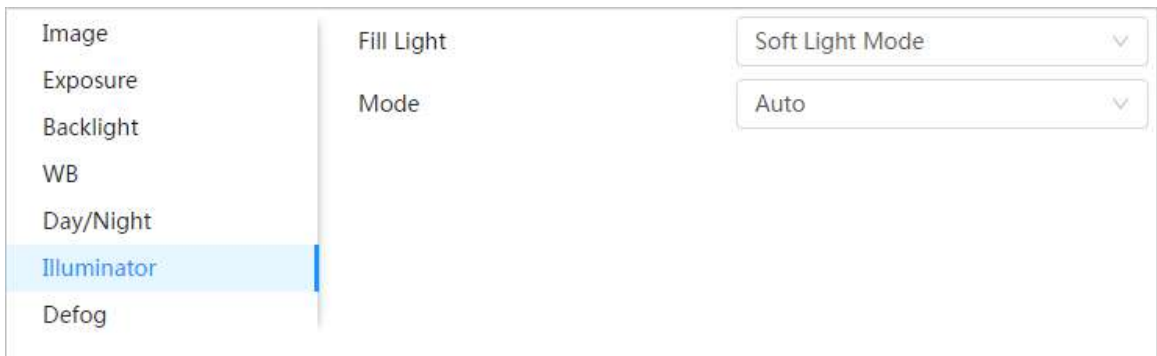 Image
Exposure
Backlight
WB
Day/Night
Illuminator
Defog
Fill Light Soft Light Mode
Mode Auto